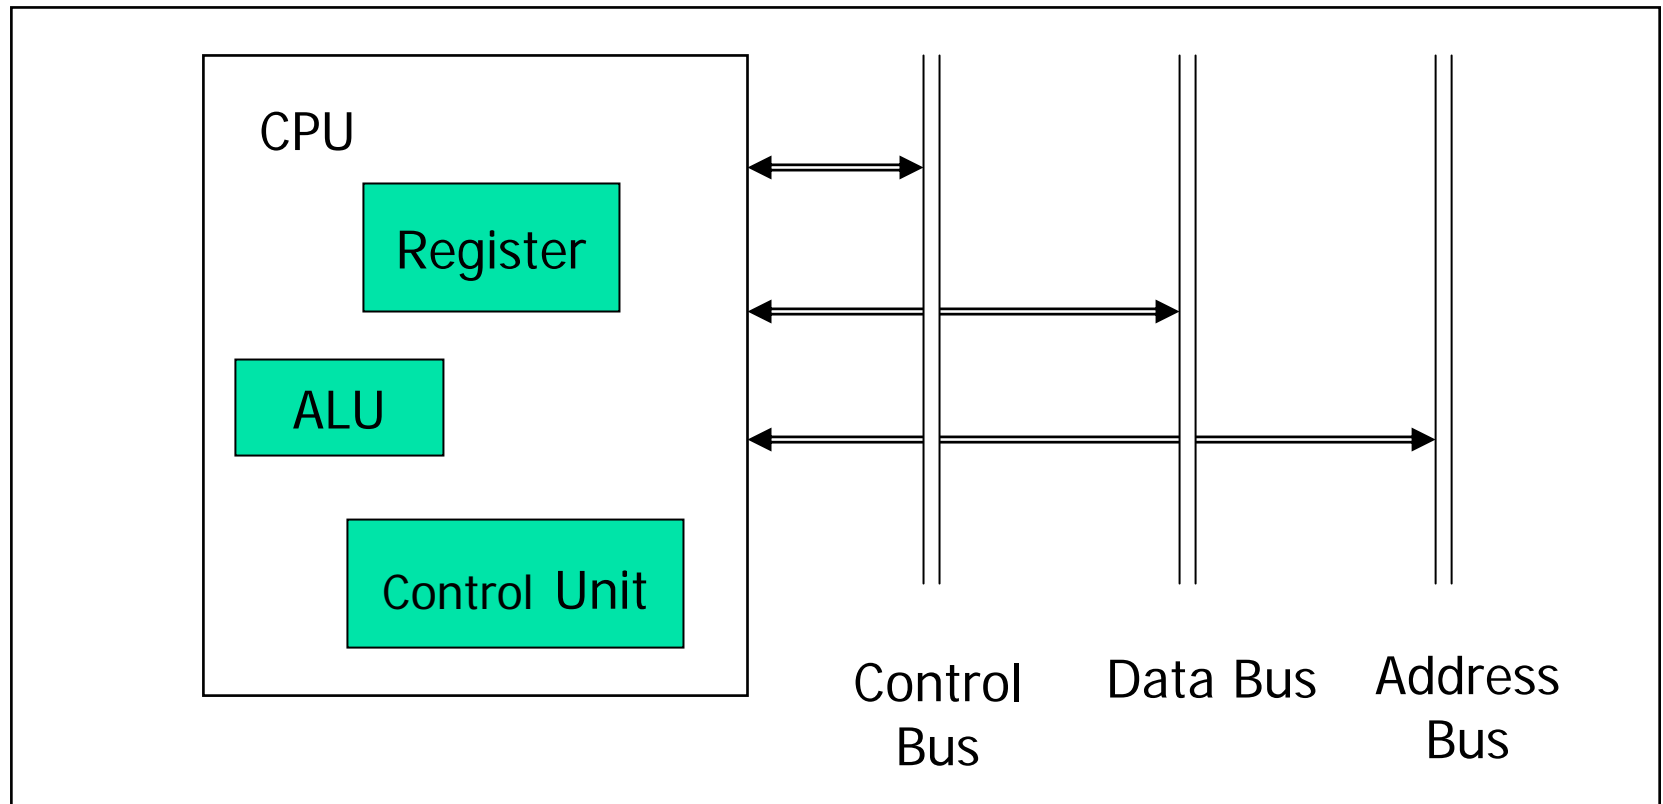 CPU
Register
ALU
Control Unit
Control
Bus
Data Bus
Address
Bus